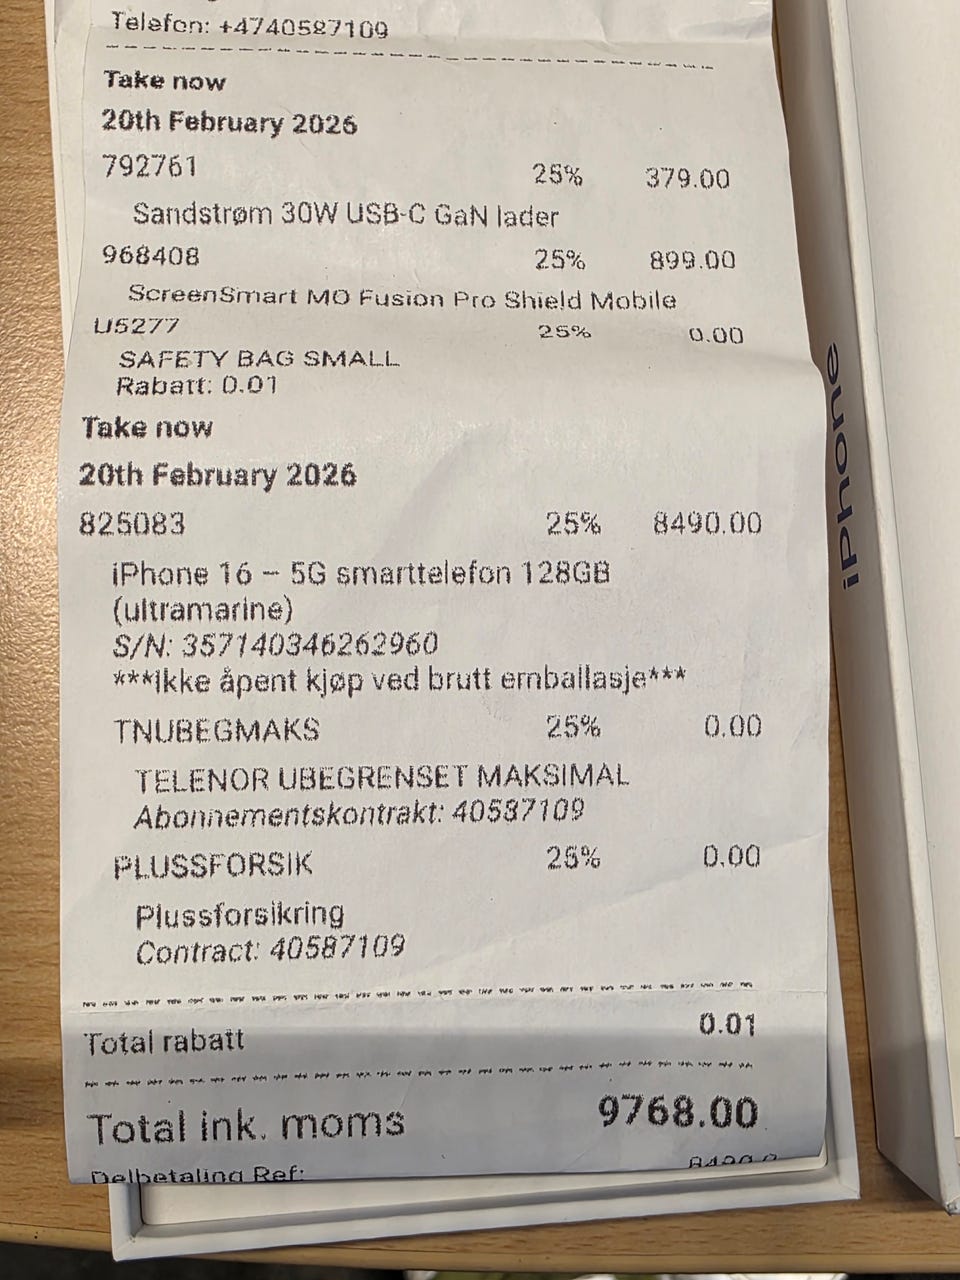 Telefon: +4740587109
Take now
20th February 2026
792761 25% 379.00
Sandstrøm 30W USB-C GaN lader
968408 25% 899.00
ScreenSmart MO Fusion Pro Shield Mobile
U5277 25% 0.00
SAFETY BAG SMALL
Rabatt: 0.01
Take now
20th February 2026
825083 25% 8490.00
iPhone 16 – 5G smarttelefon 128GB
(ultramarine)
S/N: 357140346262960
***Ikke åpent kjøp ved brutt emballasje***
TNUBEGMAKS 25% 0.00
TELENOR UBEGRENSET MAKSIMAL
Abonnementskontrakt: 40587109
PLUSSFORSIK 25% 0.00
Plussforsikring
Contract: 40587109
Total rabatt 0.01
Total ink. moms 9768.00
Delbetaling Ref:
iPhone